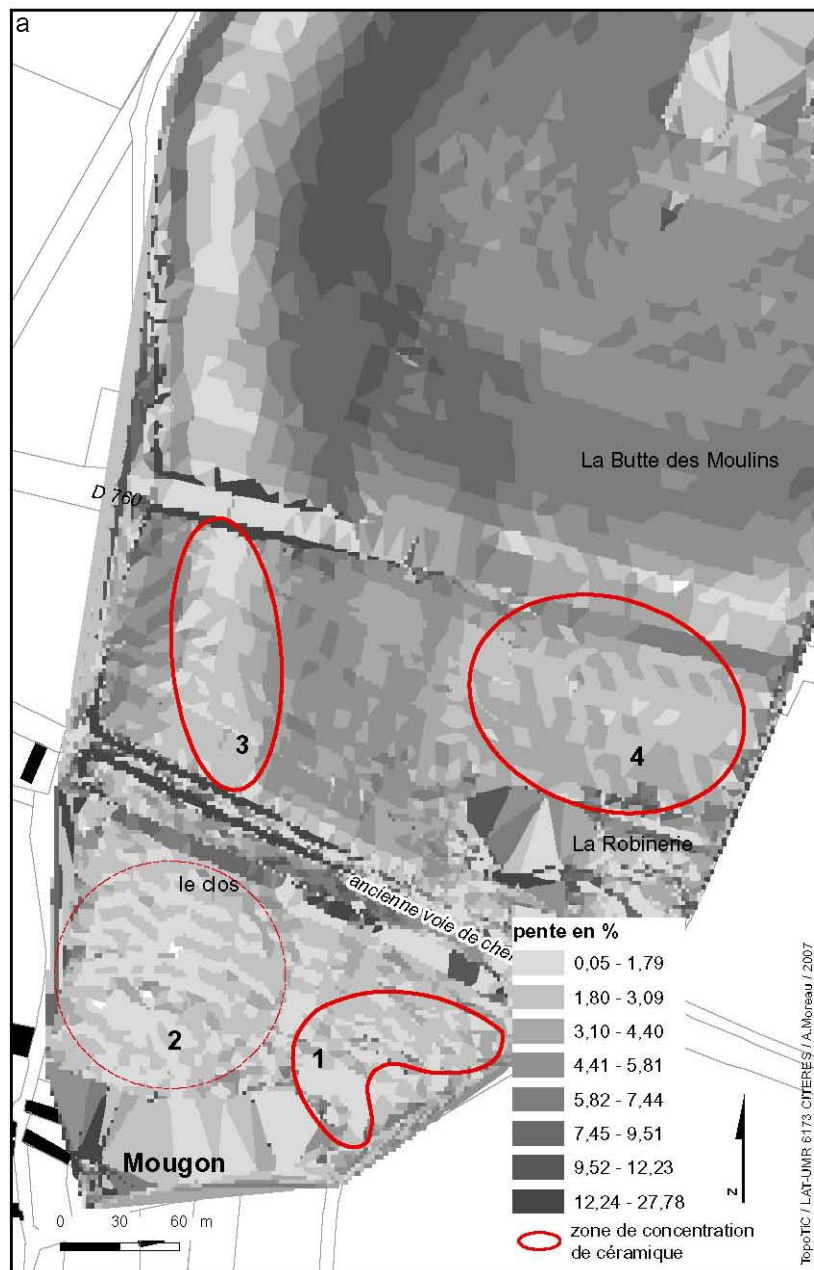 a
La Butte des Moulins
D 760
3
4
La Robinerie
le clos
ancienne voie de che
2
1
Mougon
pente en %
0,05 - 1,79
1,80 - 3,09
3,10 - 4,40
4,41 - 5,81
5,82 - 7,44
7,45 - 9,51
9,52 - 12,23
12,24 - 27,78
zone de concentration
de céramique
N
0 30 60 m
TopoTiC / LAT-UMR 6173 CITERES / A.Moreau / 2007